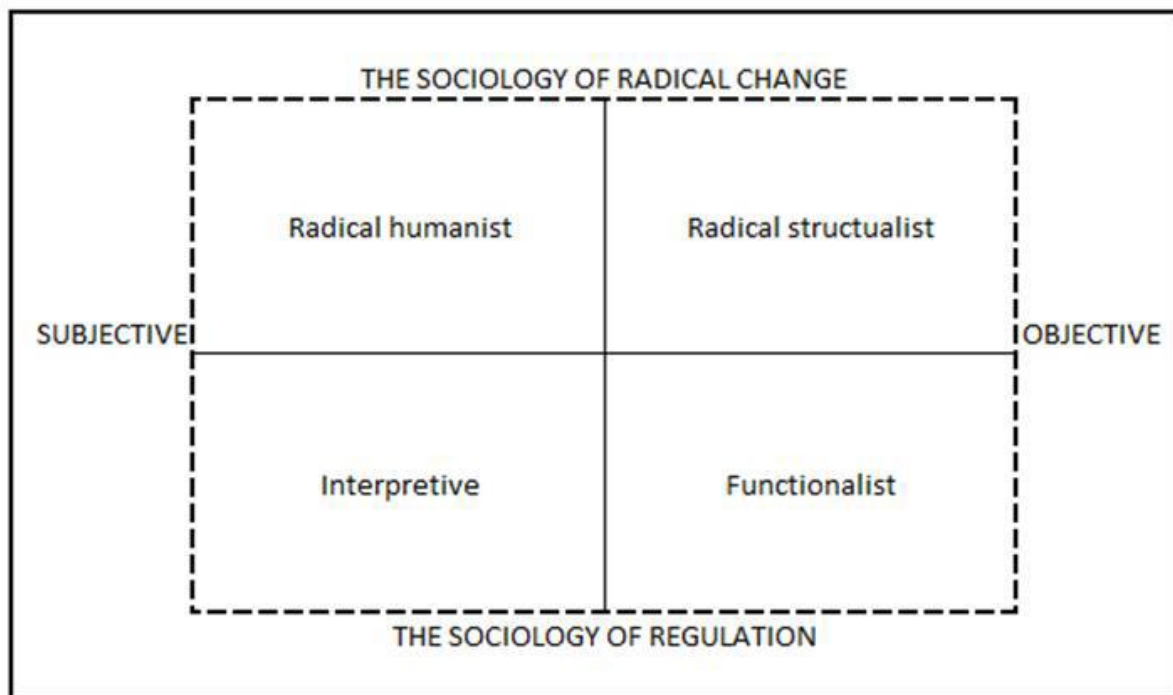 THE SOCIOLOGY OF RADICAL CHANGE
Radical humanist
Radical structualist
SUBJECTIVE
OBJECTIVE
Interpretive
Functionalist
THE SOCIOLOGY OF REGULATION